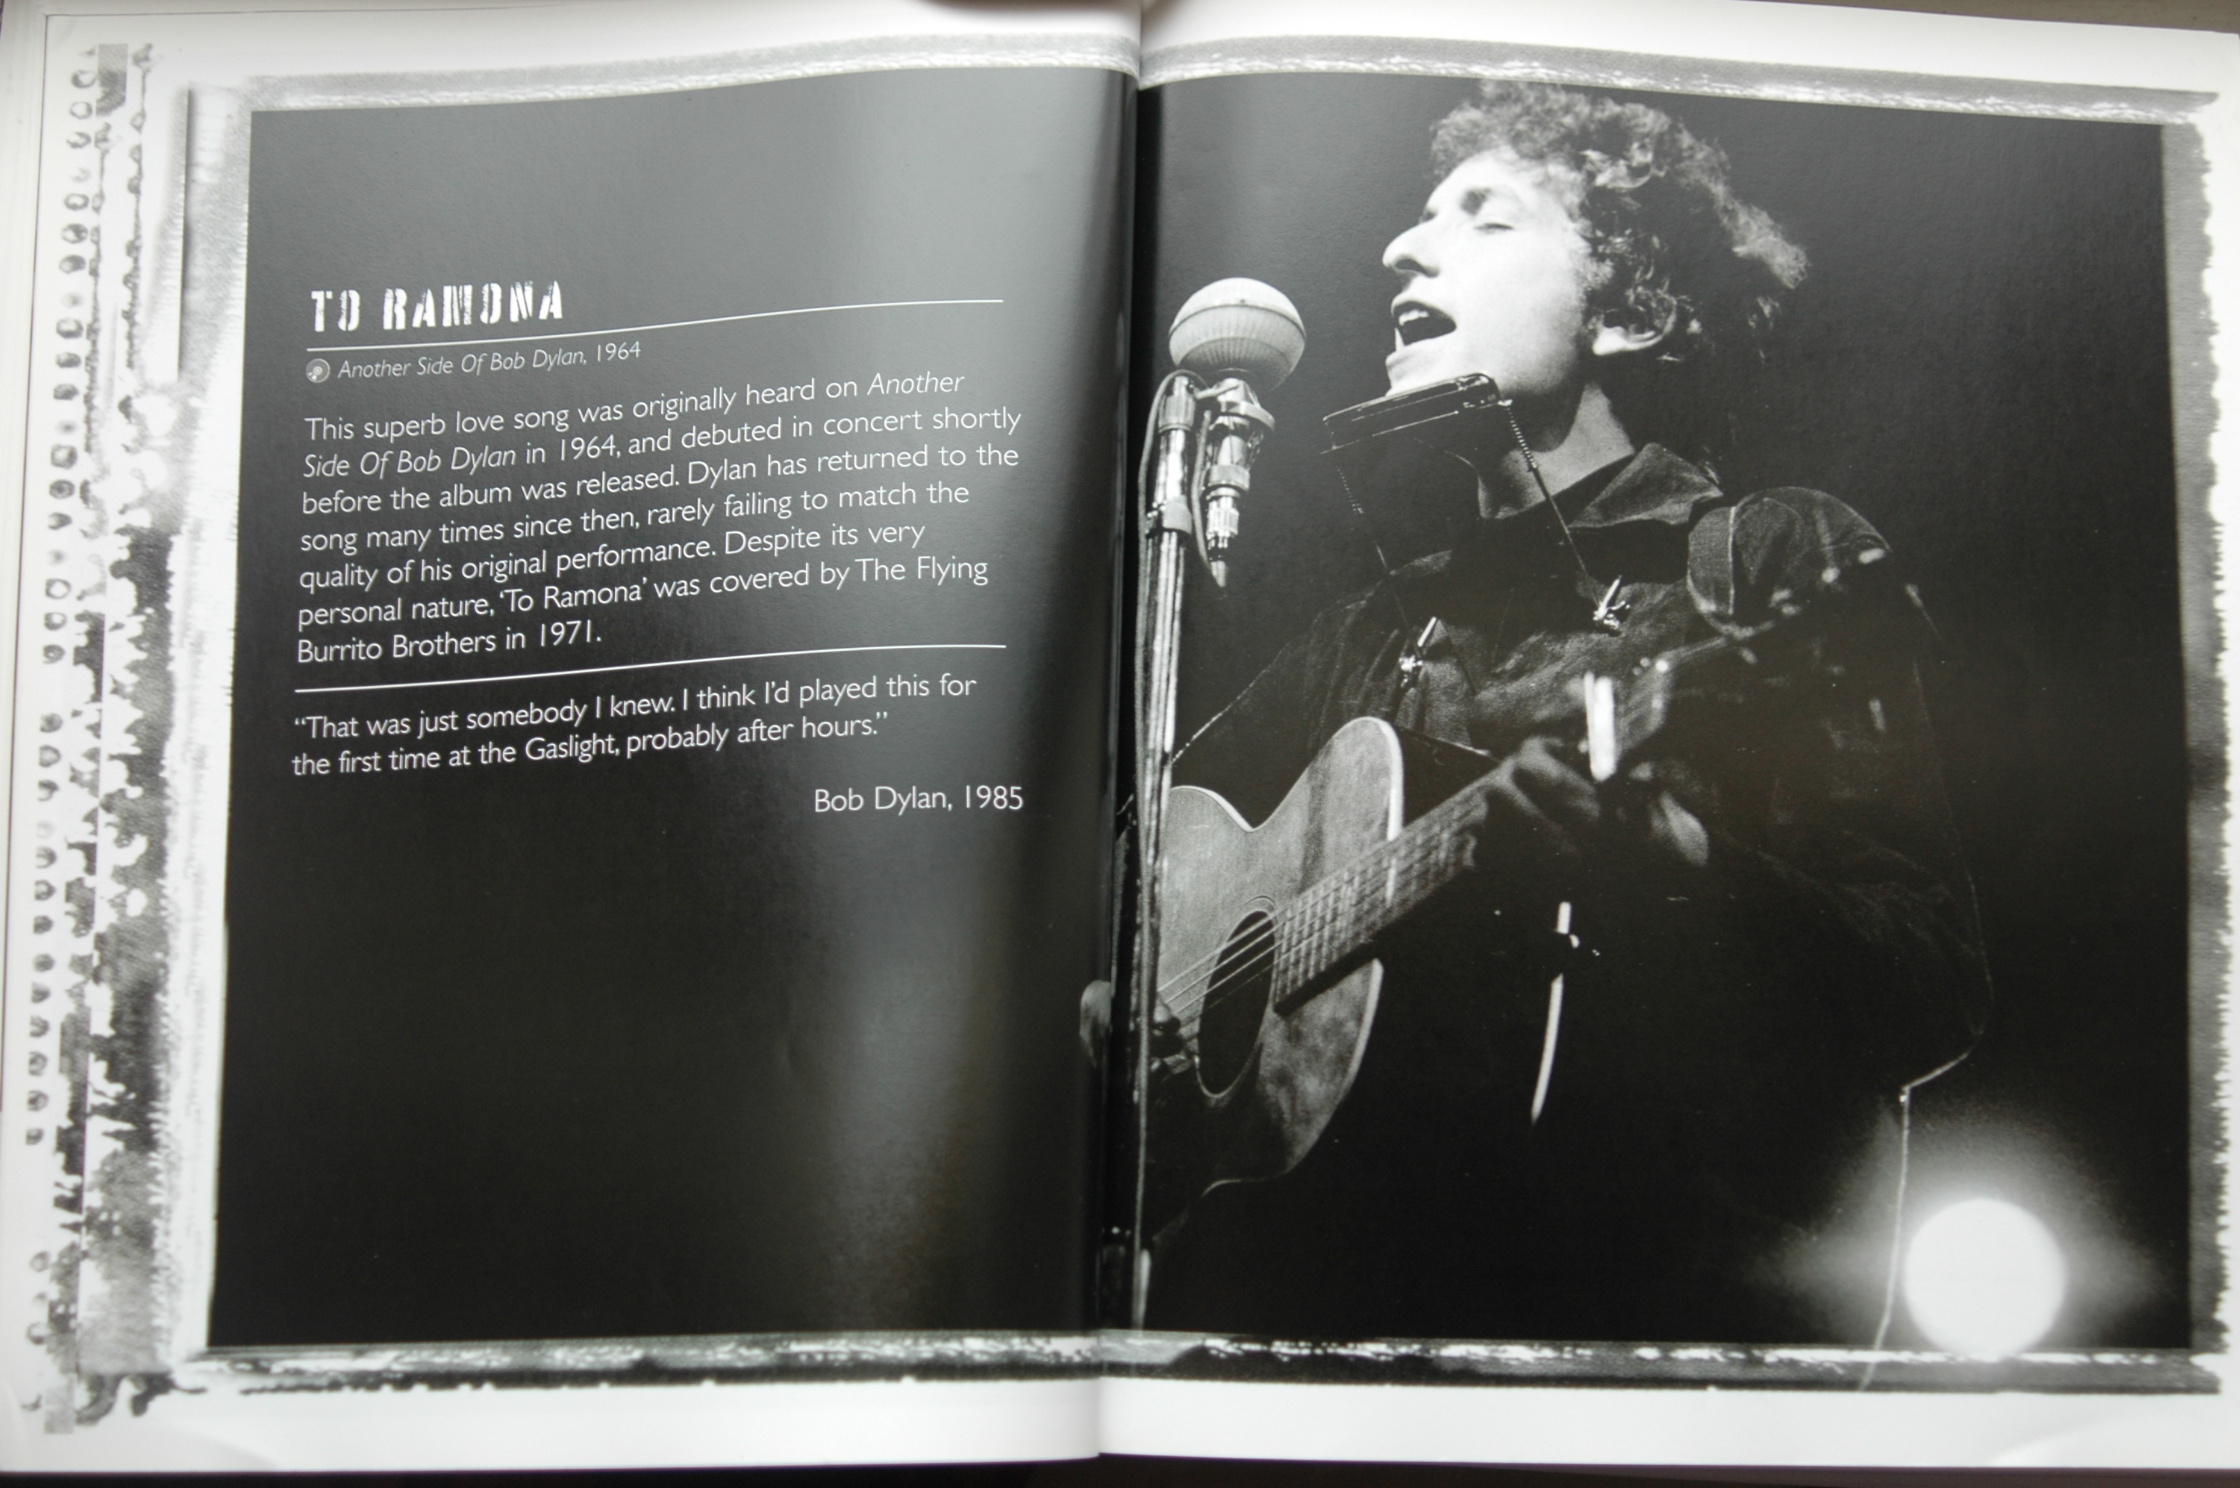 TO RAMONA
Another Side Of Bob Dylan, 1964
This superb love song was originally heard on Another
Side Of Bob Dylan in 1964, and debuted in concert shortly
before the album was released. Dylan has returned to the
song many times since then, rarely failing to match the
quality of his original performance. Despite its very
personal nature, ‘To Ramona’ was covered by The Flying
Burrito Brothers in 1971.
“That was just somebody I knew. I think I’d played this for
the first time at the Gaslight, probably after hours.”
Bob Dylan, 1985